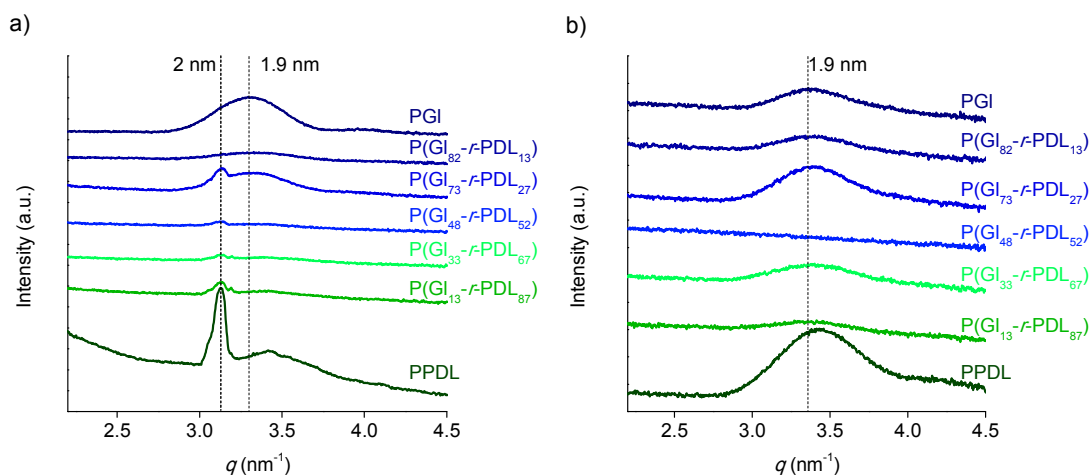 a)
2 nm
1.9 nm
PGl
P(Gl₈₂-r-PDL₁₃)
P(Gl₇₃-r-PDL₂₇)
P(Gl₄₈-r-PDL₅₂)
P(Gl₃₃-r-PDL₆₇)
P(Gl₁₃-r-PDL₈₇)
PPDL
Intensity (a.u.)
2.5 3.0 3.5 4.0 4.5
q (nm⁻¹)
b)
1.9 nm
PGl
P(Gl₈₂-r-PDL₁₃)
P(Gl₇₃-r-PDL₂₇)
P(Gl₄₈-r-PDL₅₂)
P(Gl₃₃-r-PDL₆₇)
P(Gl₁₃-r-PDL₈₇)
PPDL
Intensity (a.u.)
2.5 3.0 3.5 4.0 4.5
q (nm⁻¹)